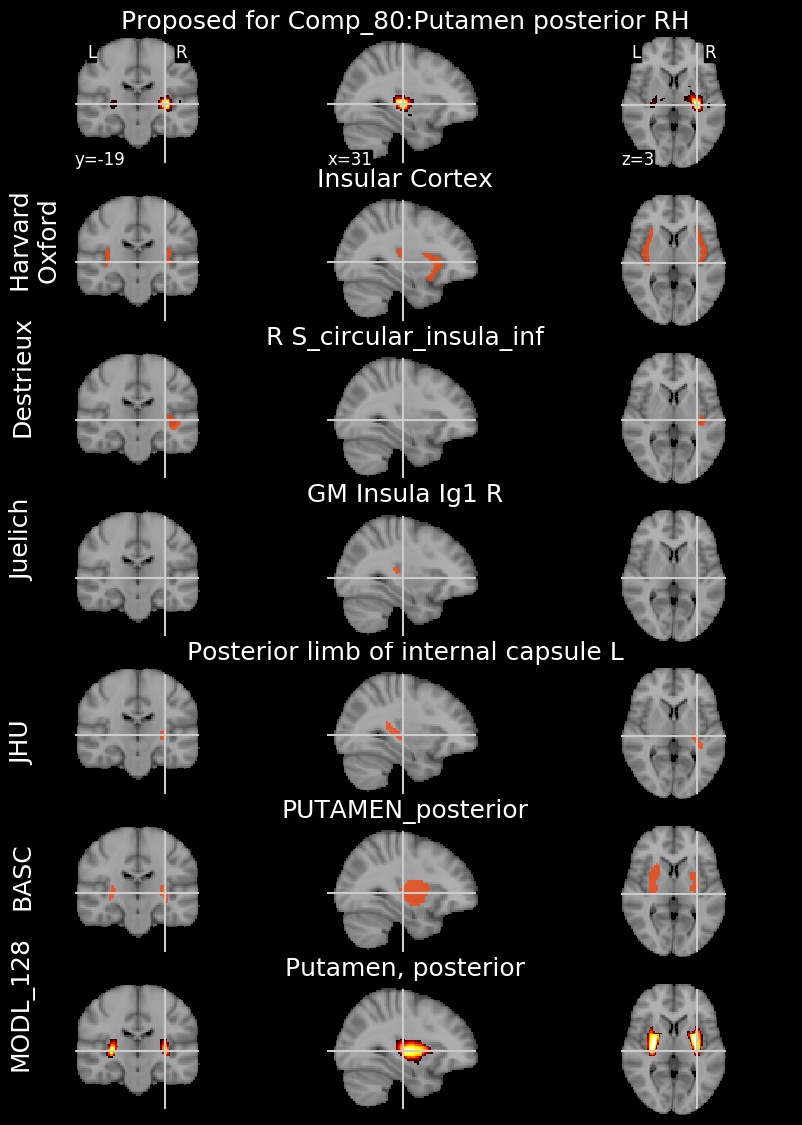 Proposed for Comp_80:Putamen posterior RH
L R
L R
y=-19
x=31
z=3
Insular Cortex
Harvard
Oxford
R S_circular_insula_inf
Destrieux
GM Insula Ig1 R
Juelich
Posterior limb of internal capsule L
JHU
PUTAMEN_posterior
BASC
Putamen, posterior
MODL_128